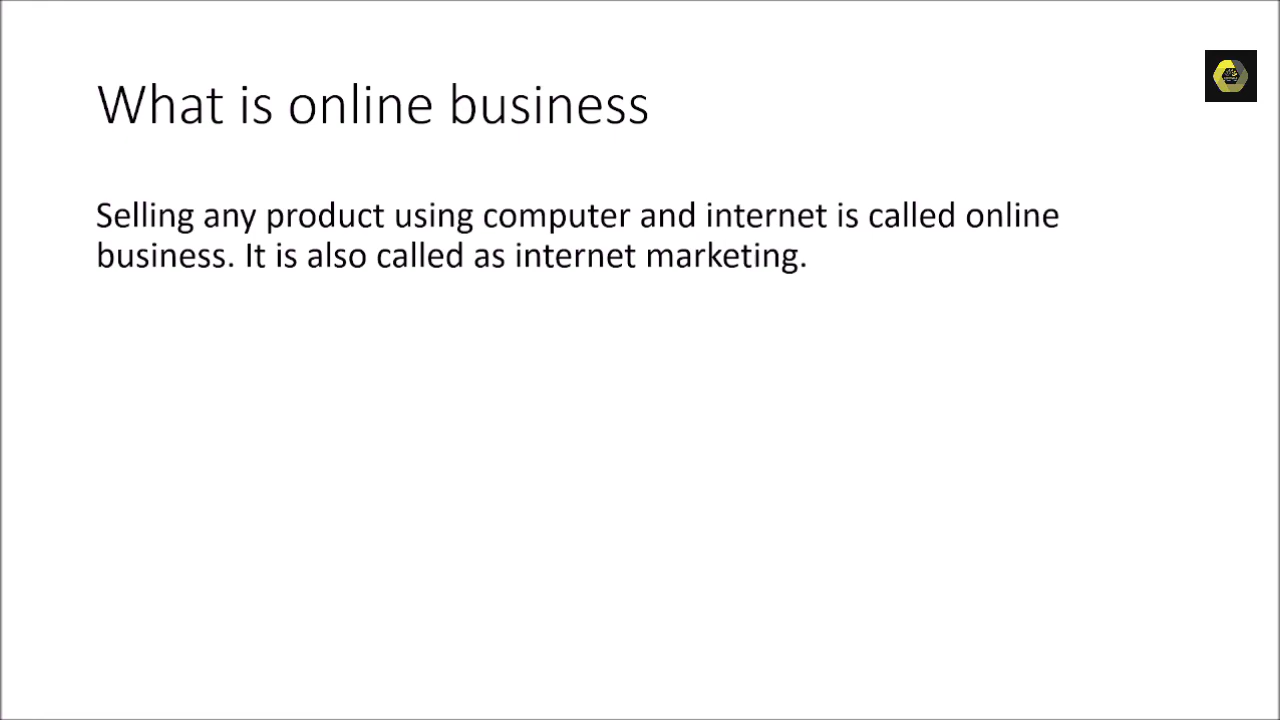 What is online business
Selling any product using computer and internet is called online
business. It is also called as internet marketing.